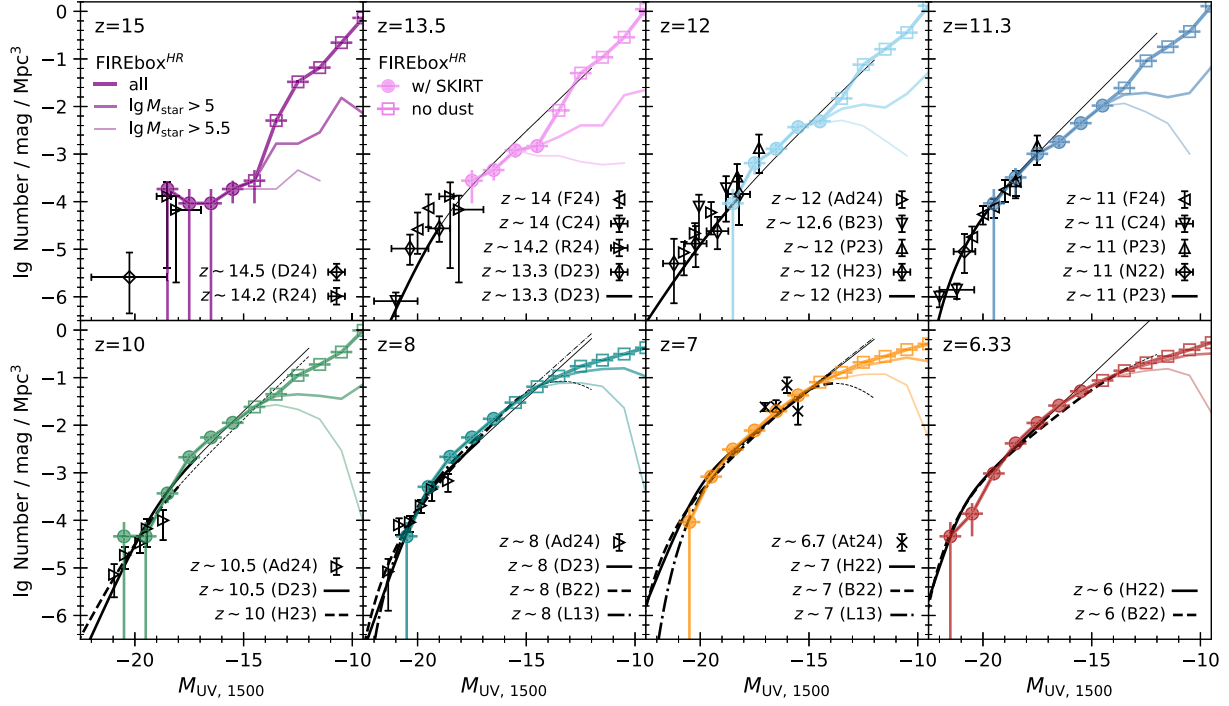 z=15
FIREbox^HR
all
lg M_star > 5
lg M_star > 5.5
z ~ 14.5 (D24)
z ~ 14.2 (R24)
0
−1
−2
−3
−4
−5
−6
lg Number / mag / Mpc³
z=13.5
FIREbox^HR
w/ SKIRT
no dust
z ~ 14 (F24)
z ~ 14 (C24)
z ~ 14.2 (R24)
z ~ 13.3 (D23)
z ~ 13.3 (D23)
z=12
z ~ 12 (Ad24)
z ~ 12.6 (B23)
z ~ 12 (P23)
z ~ 12 (H23)
z ~ 12 (H23)
z=11.3
z ~ 11 (F24)
z ~ 11 (C24)
z ~ 11 (P23)
z ~ 11 (N22)
z ~ 11 (P23)
z=10
z ~ 10.5 (Ad24)
z ~ 10.5 (D23)
z ~ 10 (H23)
0
−1
−2
−3
−4
−5
−6
lg Number / mag / Mpc³
−20 −15 −10
M_UV, 1500
z=8
z ~ 8 (Ad24)
z ~ 8 (D23)
z ~ 8 (B22)
z ~ 8 (L13)
−20 −15 −10
M_UV, 1500
z=7
z ~ 6.7 (At24)
z ~ 7 (H22)
z ~ 7 (B22)
z ~ 7 (L13)
−20 −15 −10
M_UV, 1500
z=6.33
z ~ 6 (H22)
z ~ 6 (B22)
−20 −15 −10
M_UV, 1500